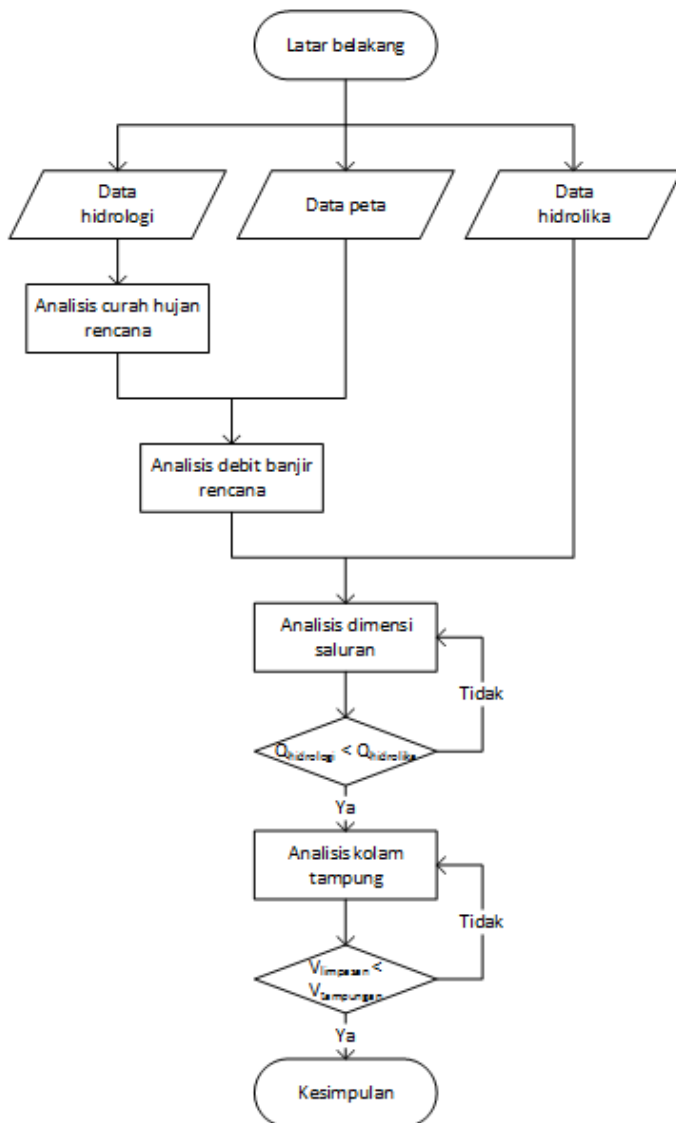 Latar belakang
Data
hidrologi
Data peta
Data
hidrolika
Analisis curah hujan
rencana
Analisis debit banjir
rencana
Analisis dimensi
saluran
Tidak
Qhidrologi < Qhidrolika
Ya
Analisis kolam
tampung
Tidak
Vlimpasan <
Vtampungan
Ya
Kesimpulan